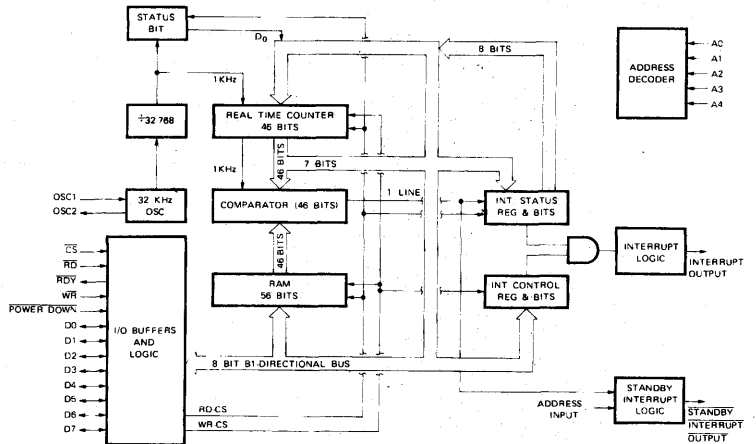 STATUS
BIT
D0
8 BITS
ADDRESS
DECODER
A0
A1
A2
A3
A4
1KHz
÷32 768
REAL TIME COUNTER
46 BITS
46 BITS
7 BITS
1KHz
OSC1
OSC2
32 KHz
OSC
COMPARATOR (46 BITS)
1 LINE
INT STATUS
REG & BITS
46 BITS
INTERRUPT
LOGIC
INTERRUPT
OUTPUT
RAM
56 BITS
INT CONTROL
REG & BITS
CS
RD
RDY
WR
POWER DOWN
D0
D1
D2
D3
D4
D5
D6
D7
I/O BUFFERS
AND
LOGIC
8 BIT B1-DIRECTIONAL BUS
RD·CS
WR·CS
ADDRESS
INPUT
STANDBY
INTERRUPT
LOGIC
STANDBY
INTERRUPT
OUTPUT